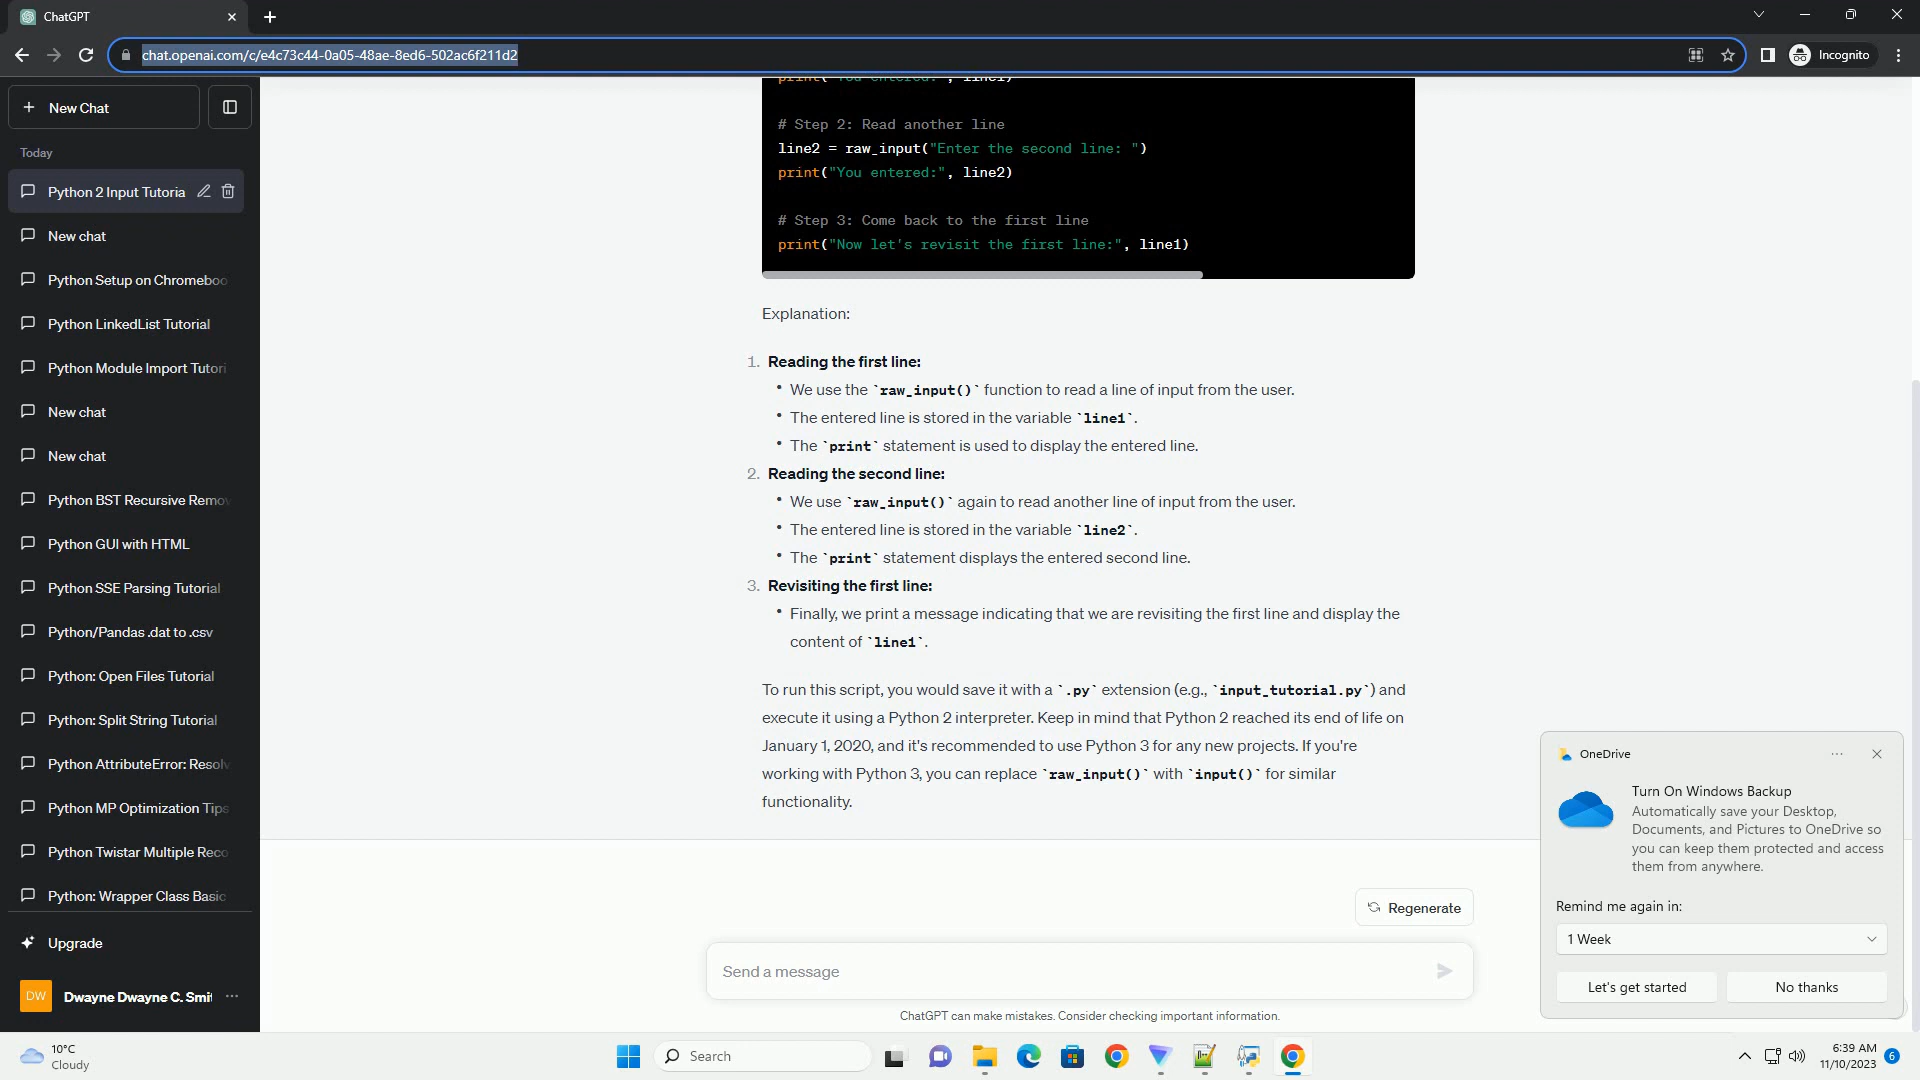 ChatGPT
chat.openai.com/c/e4c73c44-0a05-48ae-8ed6-502ac6f211d2
Incognito
New Chat
Today
Python 2 Input Tutoria
New chat
Python Setup on Chromeboo
Python LinkedList Tutorial
Python Module Import Tutori
New chat
New chat
Python BST Recursive Remov
Python GUI with HTML
Python SSE Parsing Tutorial
Python/Pandas .dat to .csv
Python: Open Files Tutorial
Python: Split String Tutorial
Python AttributeError: Resolv
Python MP Optimization Tips
Python Twistar Multiple Reco
Python: Wrapper Class Basic
Upgrade
DW
Dwayne Dwayne C. Smit
print("You entered:", line1)
# Step 2: Read another line
line2 = raw_input("Enter the second line: ")
print("You entered:", line2)
# Step 3: Come back to the first line
print("Now let's revisit the first line:", line1)
Explanation:
1. Reading the first line:
• We use the `raw_input()` function to read a line of input from the user.
• The entered line is stored in the variable `line1`.
• The `print` statement is used to display the entered line.
2. Reading the second line:
• We use `raw_input()` again to read another line of input from the user.
• The entered line is stored in the variable `line2`.
• The `print` statement displays the entered second line.
3. Revisiting the first line:
• Finally, we print a message indicating that we are revisiting the first line and display the
content of `line1`.
To run this script, you would save it with a `.py` extension (e.g., `input_tutorial.py`) and
execute it using a Python 2 interpreter. Keep in mind that Python 2 reached its end of life on
January 1, 2020, and it's recommended to use Python 3 for any new projects. If you're
working with Python 3, you can replace `raw_input()` with `input()` for similar
functionality.
Regenerate
Send a message
ChatGPT can make mistakes. Consider checking important information.
OneDrive
Turn On Windows Backup
Automatically save your Desktop,
Documents, and Pictures to OneDrive so
you can keep them protected and access
them from anywhere.
Remind me again in:
1 Week
Let's get started
No thanks
10°C
Cloudy
Search
6:39 AM
11/10/2023
6